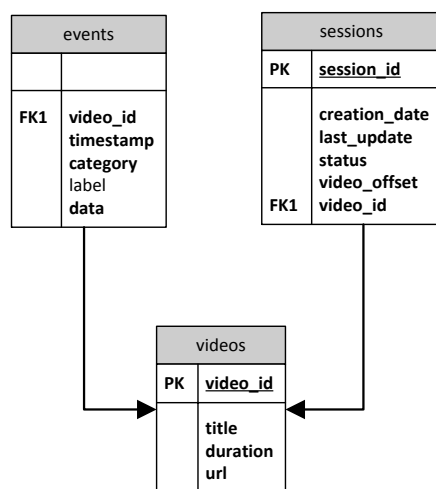 events
FK1 video_id
timestamp
category
label
data
sessions
PK session_id
creation_date
last_update
status
video_offset
FK1 video_id
videos
PK video_id
title
duration
url